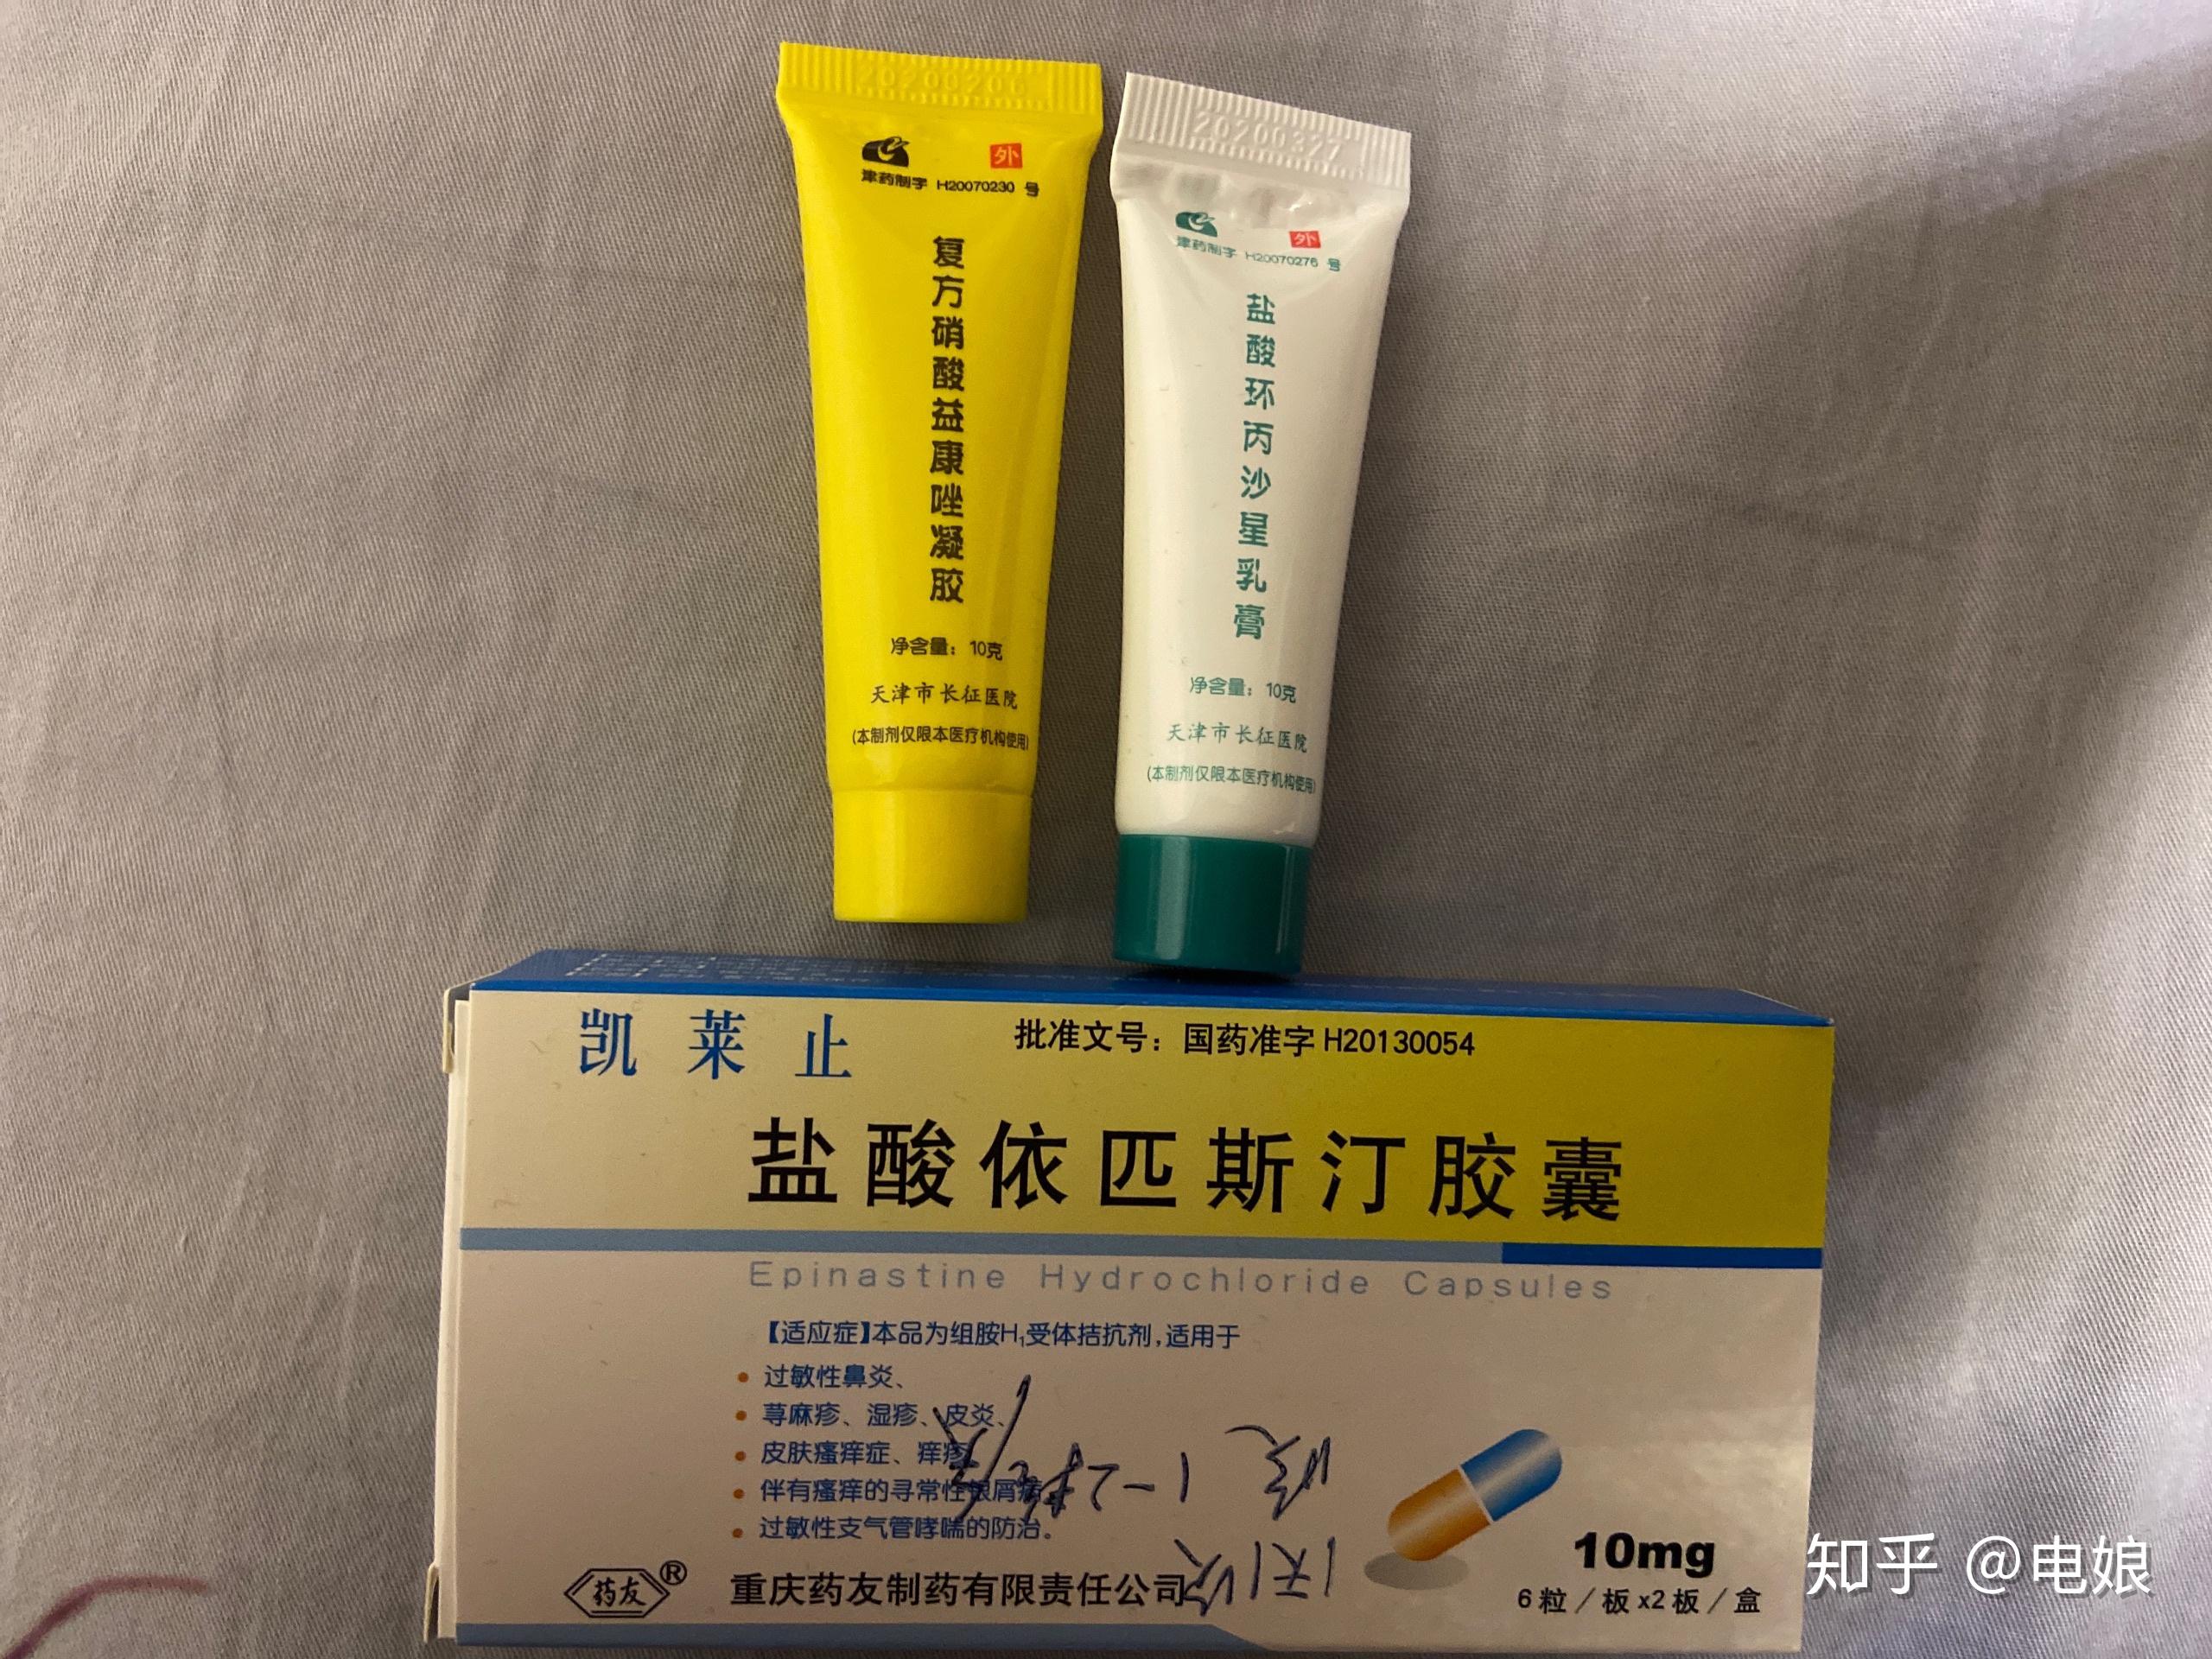 20200206
外
津药制字 H20070230 号
复方硝酸益康唑凝胶
净含量：10克
天津市长征医院
(本制剂仅限本医疗机构使用)
20200327
外
津药制字 H20070276 号
盐酸环丙沙星乳膏
净含量：10克
天津市长征医院
(本制剂仅限本医疗机构使用)
凯莱止
批准文号：国药准字 H20130054
盐酸依匹斯汀胶囊
Epinastine Hydrochloride Capsules
【适应症】本品为组胺H₁受体拮抗剂,适用于
• 过敏性鼻炎、
• 荨麻疹、湿疹、皮炎、
• 皮肤瘙痒症、痒疹、
• 伴有瘙痒的寻常性银屑病
• 过敏性支气管哮喘的防治。
1天1次
1-2粒
药友®
重庆药友制药有限责任公司
10mg
6粒／板x2板／盒
知乎 @电娘